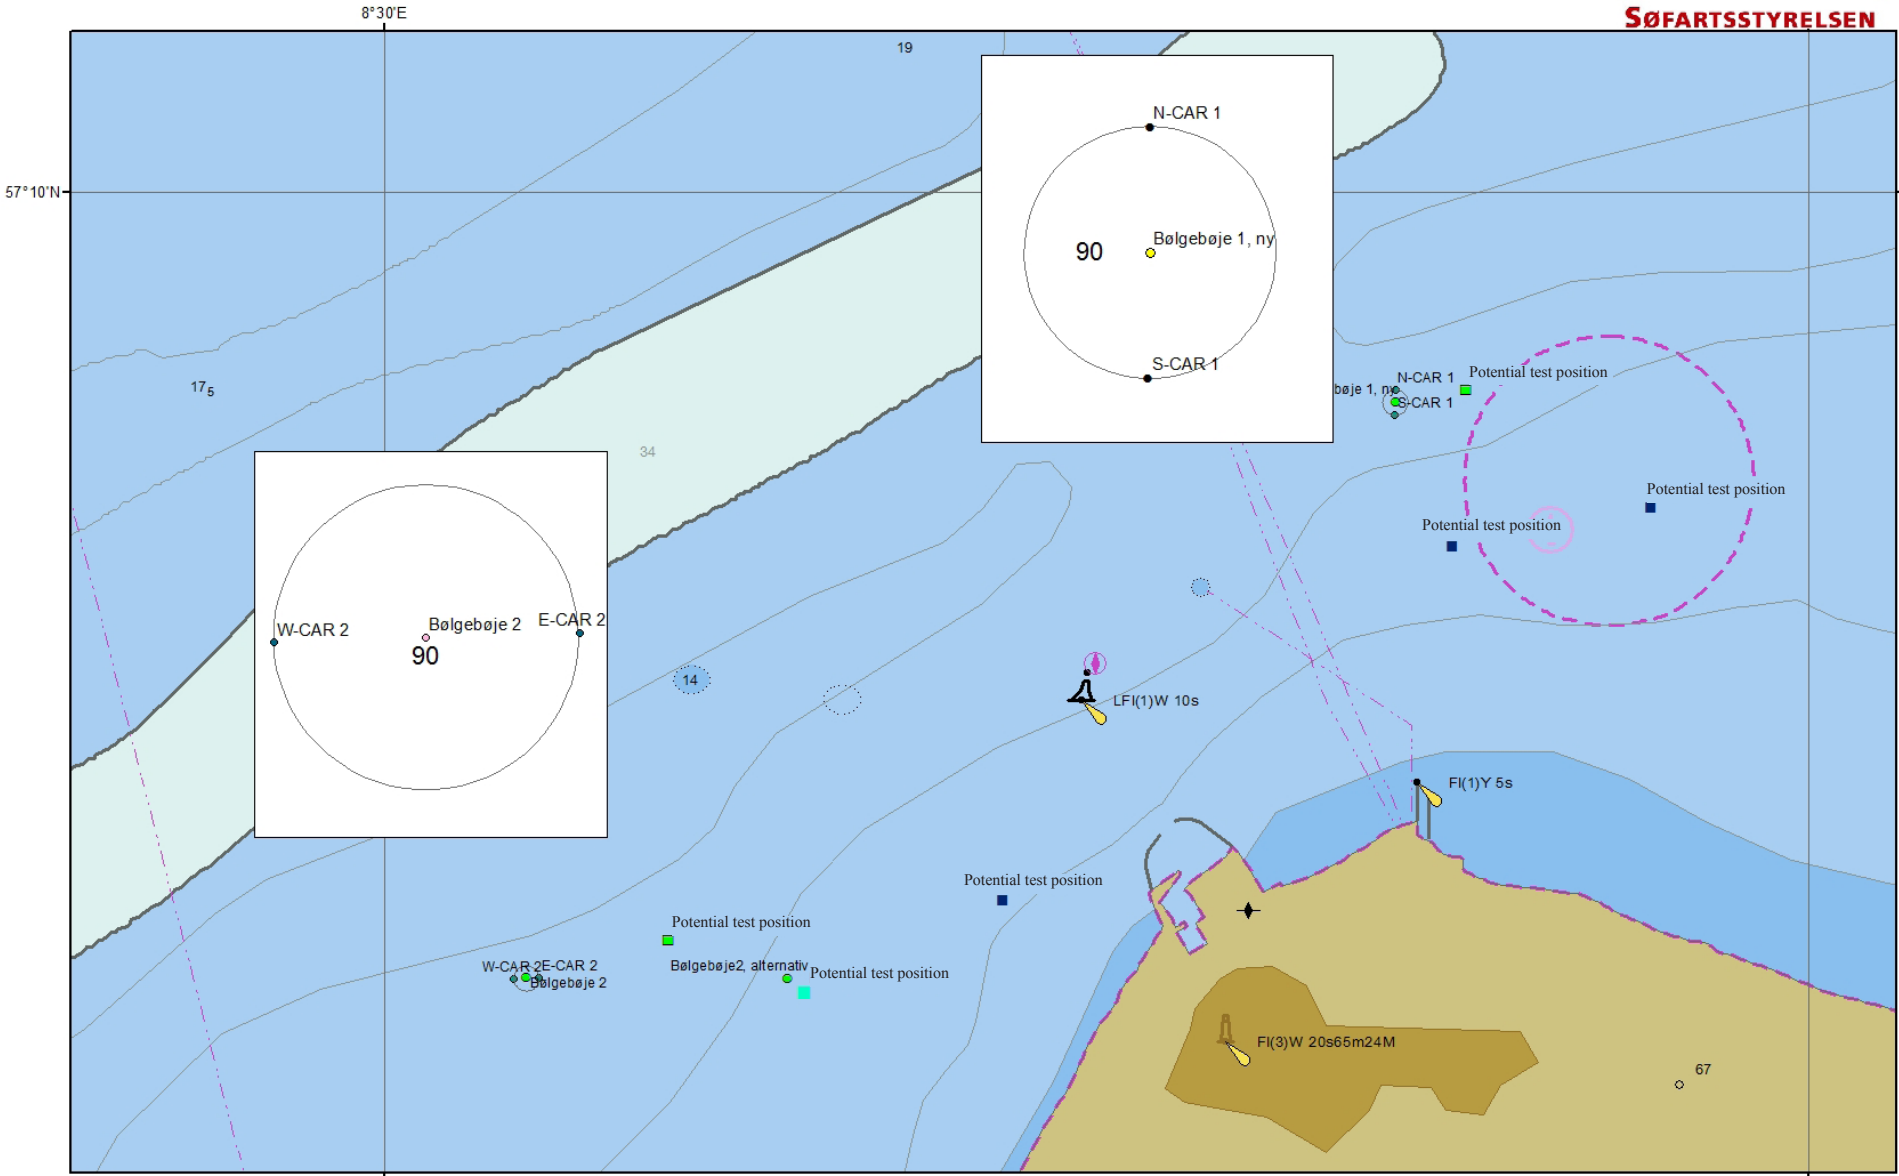 8°30'E
SØFARTSSTYRELSEN
19
57°10'N
N-CAR 1
Bølgebøje 1, ny
90
S-CAR 1
17₅
34
N-CAR 1
Potential test position
bøje 1, ny
S-CAR 1
Potential test position
Potential test position
W-CAR 2
Bølgebøje 2
E-CAR 2
90
14
LFl(1)W 10s
Fl(1)Y 5s
Potential test position
Potential test position
W-CAR 2
E-CAR 2
Bølgebøje 2
Bølgebøje2, alternativ
Potential test position
Fl(3)W 20s65m24M
67